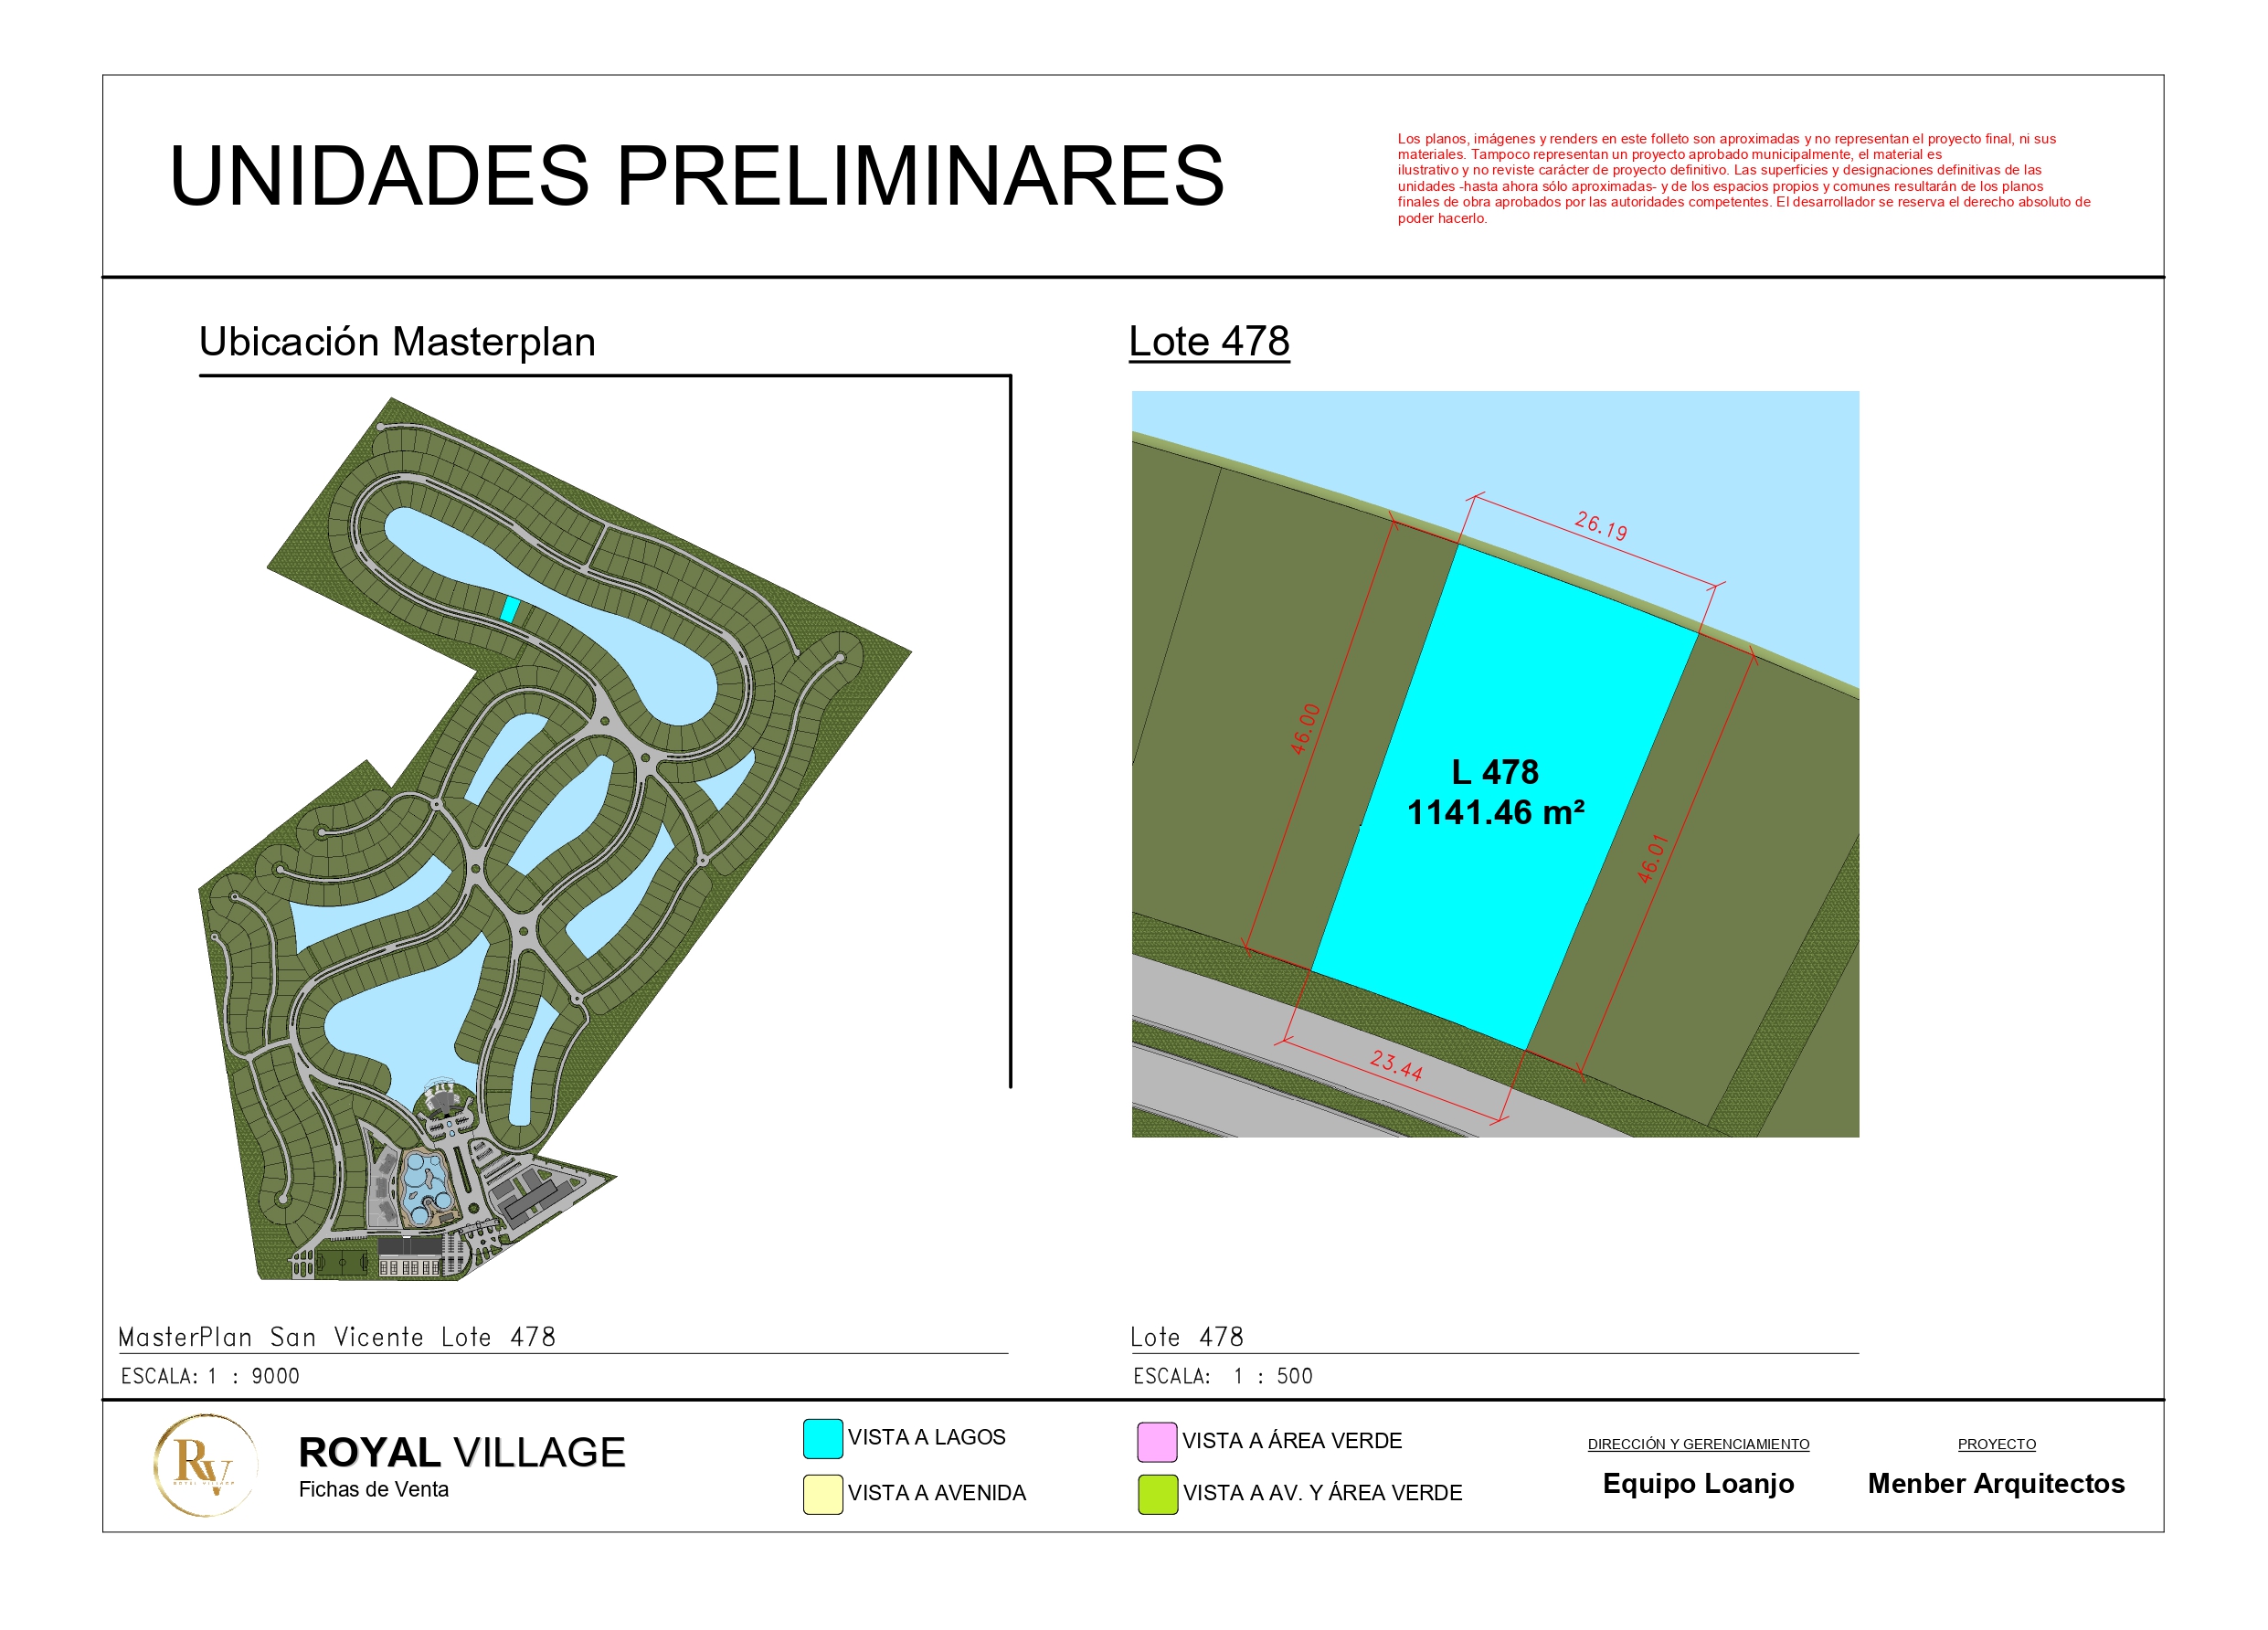 UNIDADES PRELIMINARES
Los planos, imágenes y renders en este folleto son aproximadas y no representan el proyecto final, ni sus
materiales. Tampoco representan un proyecto aprobado municipalmente, el material es
ilustrativo y no reviste carácter de proyecto definitivo. Las superficies y designaciones definitivas de las
unidades -hasta ahora sólo aproximadas- y de los espacios propios y comunes resultarán de los planos
finales de obra aprobados por las autoridades competentes. El desarrollador se reserva el derecho absoluto de
poder hacerlo.
Ubicación Masterplan
Lote 478
26.19
46.00
L 478
1141.46 m²
46.01
23.44
MasterPlan San Vicente Lote 478
ESCALA: 1 : 9000
Lote 478
ESCALA: 1 : 500
RV
ROYAL VILLAGE
ROYAL VILLAGE
Fichas de Venta
VISTA A LAGOS
VISTA A AVENIDA
VISTA A ÁREA VERDE
VISTA A AV. Y ÁREA VERDE
DIRECCIÓN Y GERENCIAMIENTO
Equipo Loanjo
PROYECTO
Menber Arquitectos